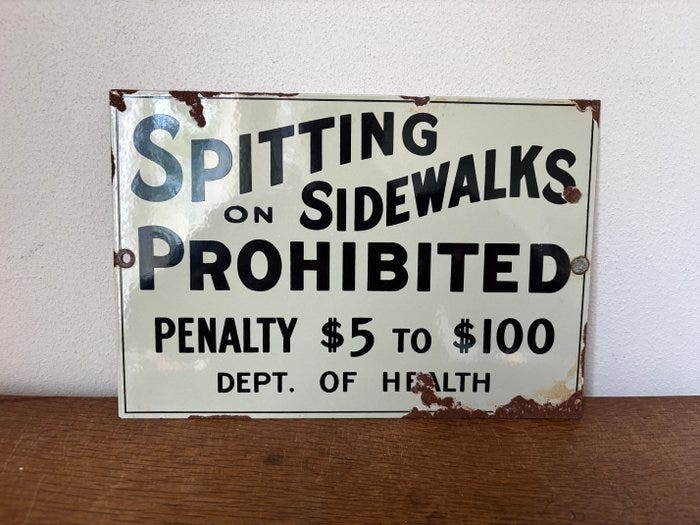 SPITTING
ON SIDEWALKS
PROHIBITED
PENALTY $5 TO $100
DEPT. OF HEALTH